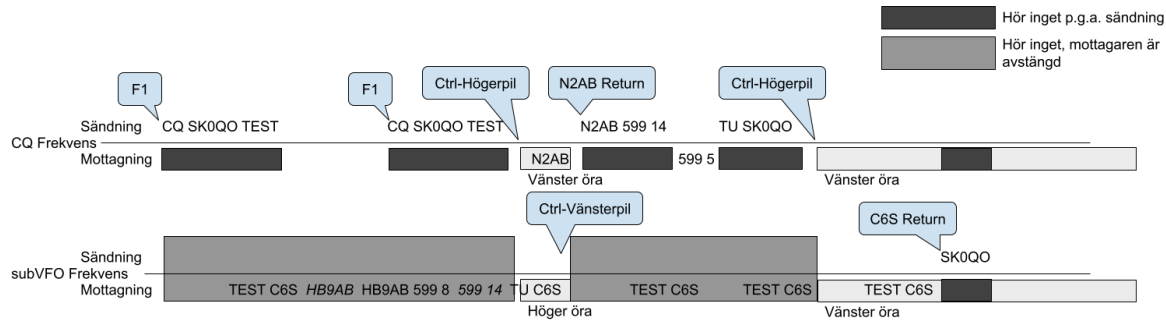 Hör inget p.g.a. sändning
Hör inget, mottagaren är
avstängd
F1
F1
Ctrl-Högerpil
N2AB Return
Ctrl-Högerpil
Sändning CQ SK0QO TEST CQ SK0QO TEST N2AB 599 14 TU SK0QO
CQ Frekvens
Mottagning N2AB 599 5
Vänster öra Vänster öra
Ctrl-Vänsterpil
C6S Return
Sändning SK0QO
subVFO Frekvens
Mottagning TEST C6S HB9AB HB9AB 599 8 599 14 TU C6S TEST C6S TEST C6S TEST C6S
Höger öra Vänster öra